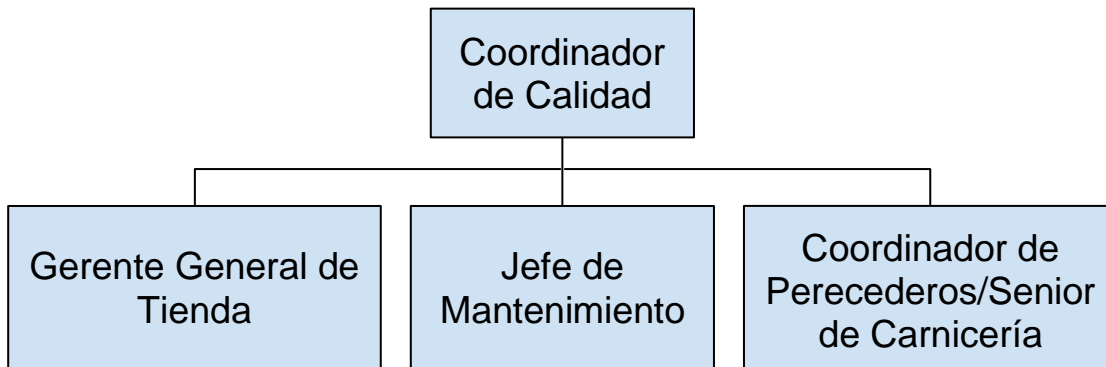 Coordinador
de Calidad
Gerente General de
Tienda
Jefe de
Mantenimiento
Coordinador de
Perecederos/Senior
de Carnicería